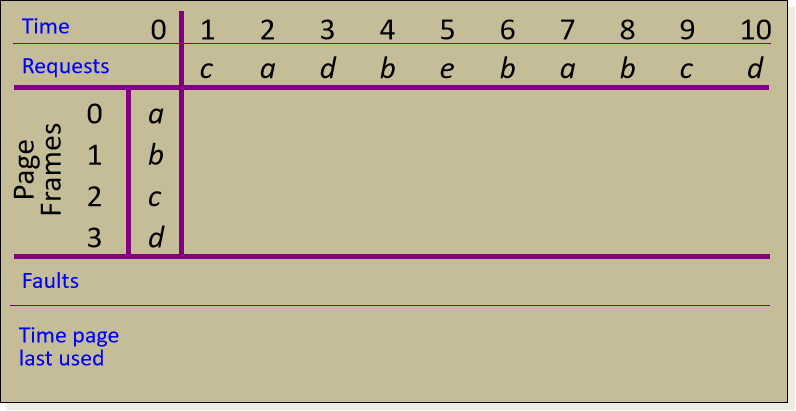 Time 0 1 2 3 4 5 6 7 8 9 10
Requests c a d b e b a b c d
Page Frames
0 a
1 b
2 c
3 d
Faults
Time page
last used